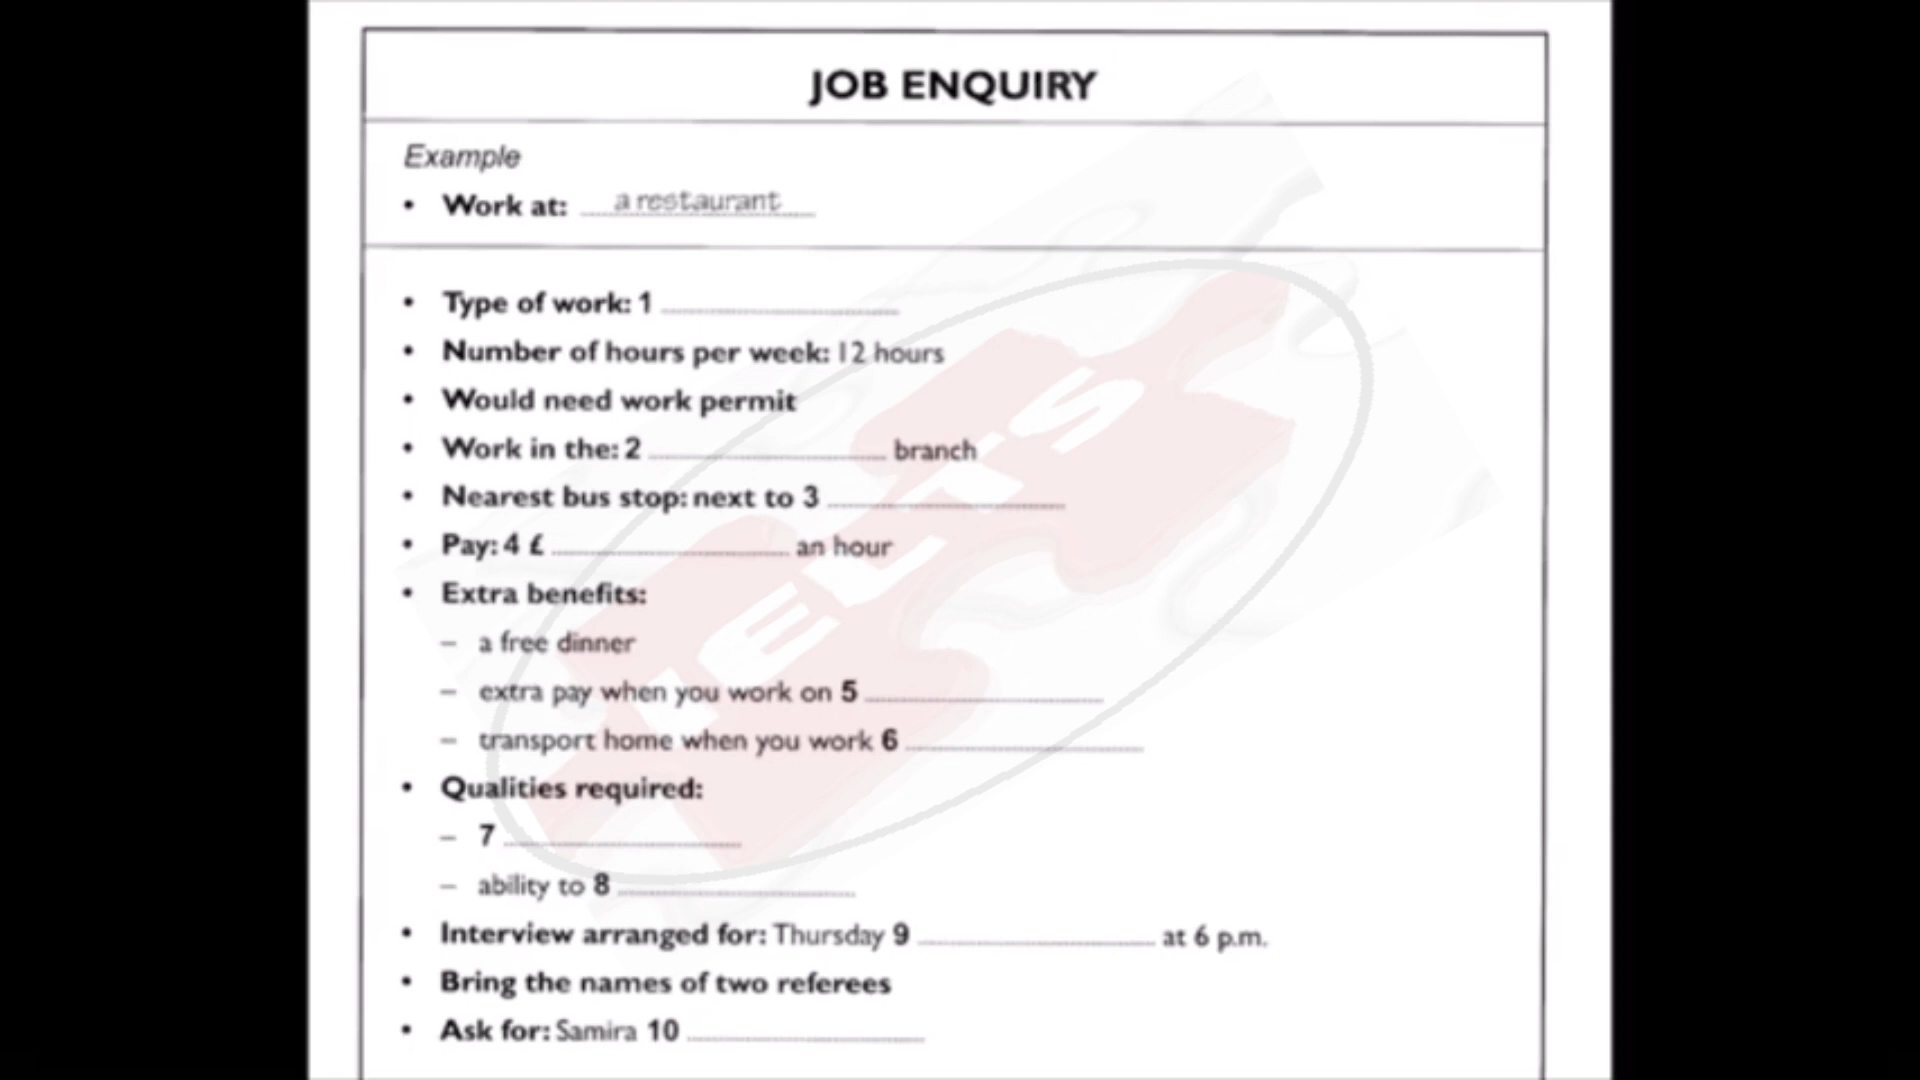 JOB ENQUIRY
Example
• Work at: a restaurant
• Type of work: 1
• Number of hours per week: 12 hours
• Would need work permit
• Work in the: 2 branch
• Nearest bus stop: next to 3
• Pay: 4 £ an hour
• Extra benefits:
– a free dinner
– extra pay when you work on 5
– transport home when you work 6
• Qualities required:
– 7
– ability to 8
• Interview arranged for: Thursday 9 at 6 p.m.
• Bring the names of two referees
• Ask for: Samira 10
IELTS